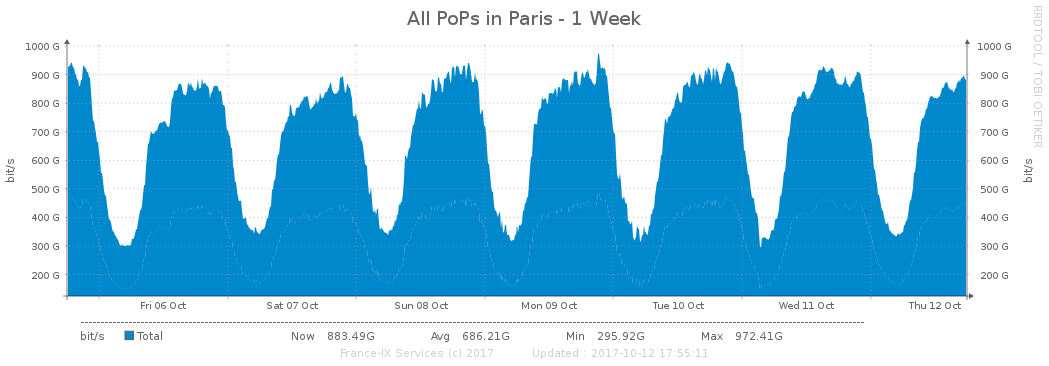 All PoPs in Paris - 1 Week
RRDTOOL / TOBI OETIKER
1000 G 1000 G
900 G 900 G
800 G 800 G
700 G 700 G
600 G 600 G
500 G 500 G
400 G 400 G
300 G 300 G
200 G 200 G
bit/s bit/s
Fri 06 Oct Sat 07 Oct Sun 08 Oct Mon 09 Oct Tue 10 Oct Wed 11 Oct Thu 12 Oct
bit/s Total Now 883.49G Avg 686.21G Min 295.92G Max 972.41G
France-IX Services (c) 2017 Updated : 2017-10-12 17:55:11